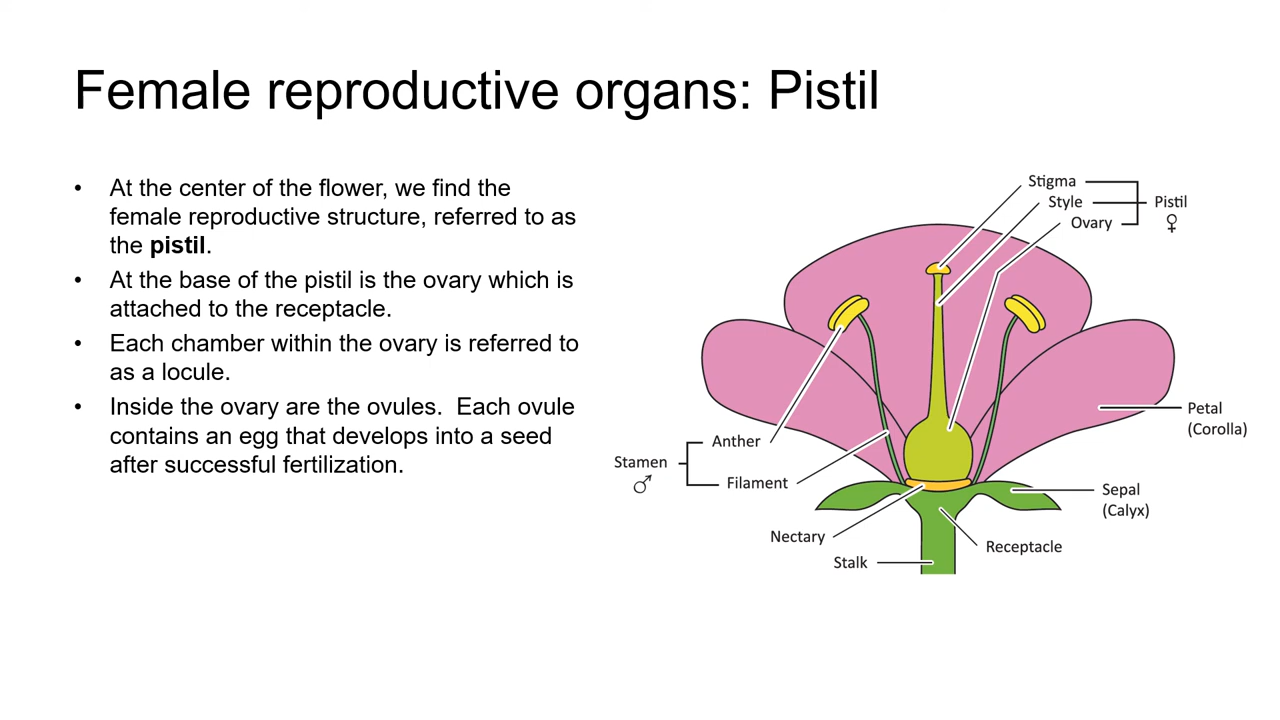 Female reproductive organs: Pistil
• At the center of the flower, we find the
female reproductive structure, referred to as
the pistil.
• At the base of the pistil is the ovary which is
attached to the receptacle.
• Each chamber within the ovary is referred to
as a locule.
• Inside the ovary are the ovules.  Each ovule
contains an egg that develops into a seed
after successful fertilization.
Stigma
Style
Ovary
Pistil
♀
Anther
Stamen
♂
Filament
Nectary
Stalk
Petal
(Corolla)
Sepal
(Calyx)
Receptacle